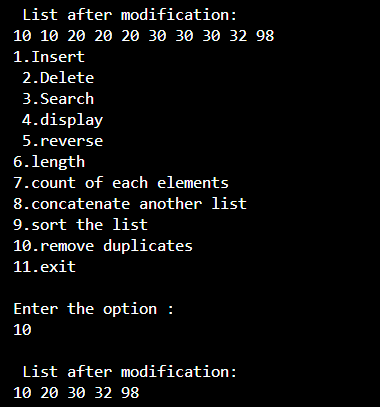 List after modification:
10 10 20 20 20 30 30 30 32 98
1.Insert
2.Delete
3.Search
4.display
5.reverse
6.length
7.count of each elements
8.concatenate another list
9.sort the list
10.remove duplicates
11.exit
Enter the option :
10
List after modification:
10 20 30 32 98